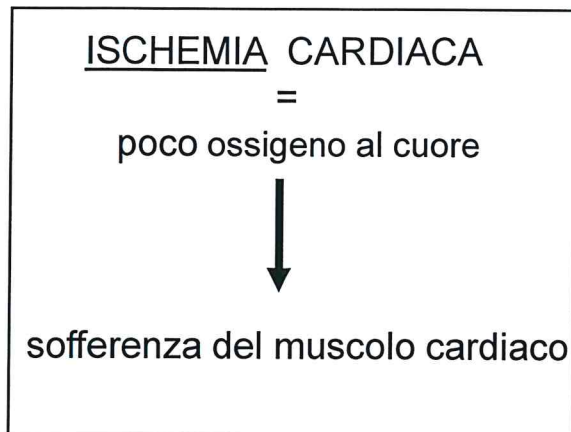 ISCHEMIA CARDIACA
=
poco ossigeno al cuore
sofferenza del muscolo cardiaco